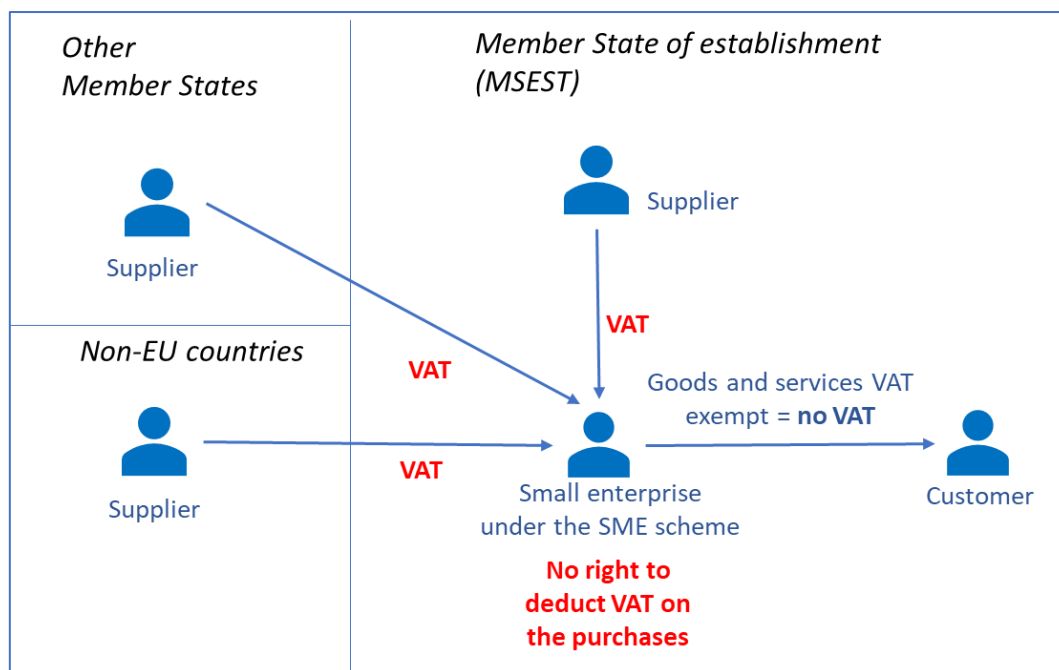 Other
Member States
Supplier
Member State of establishment
(MSEST)
Supplier
VAT
Non-EU countries
VAT
Supplier
VAT
Goods and services VAT
exempt = no VAT
Small enterprise
under the SME scheme
Customer
No right to
deduct VAT on
the purchases